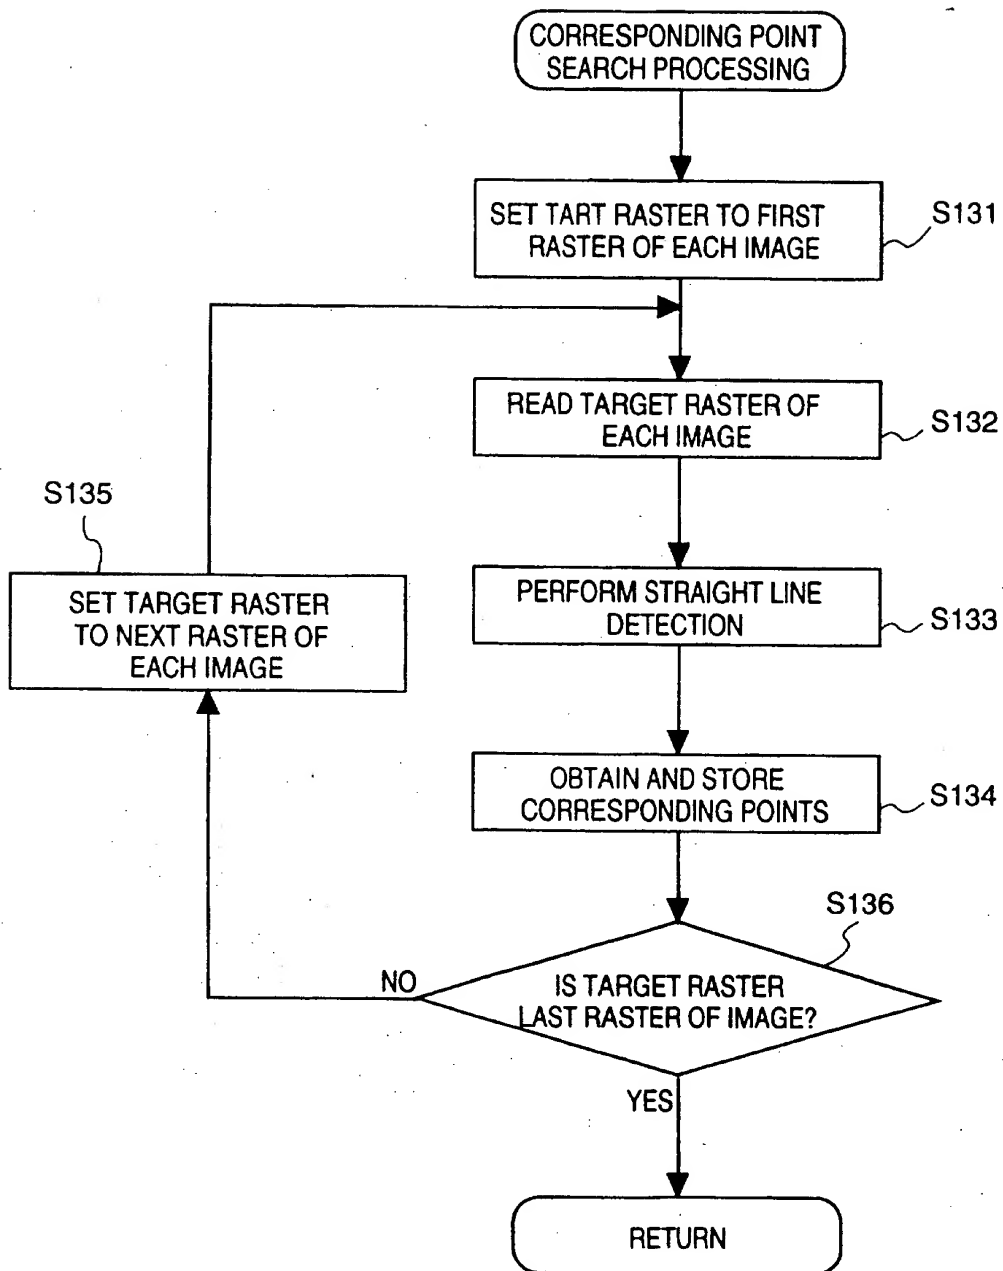 CORRESPONDING POINT
SEARCH PROCESSING
SET TART RASTER TO FIRST
RASTER OF EACH IMAGE
S131
READ TARGET RASTER OF
EACH IMAGE
S132
PERFORM STRAIGHT LINE
DETECTION
S133
OBTAIN AND STORE
CORRESPONDING POINTS
S134
S135
SET TARGET RASTER
TO NEXT RASTER OF
EACH IMAGE
S136
IS TARGET RASTER
LAST RASTER OF IMAGE?
NO
YES
RETURN